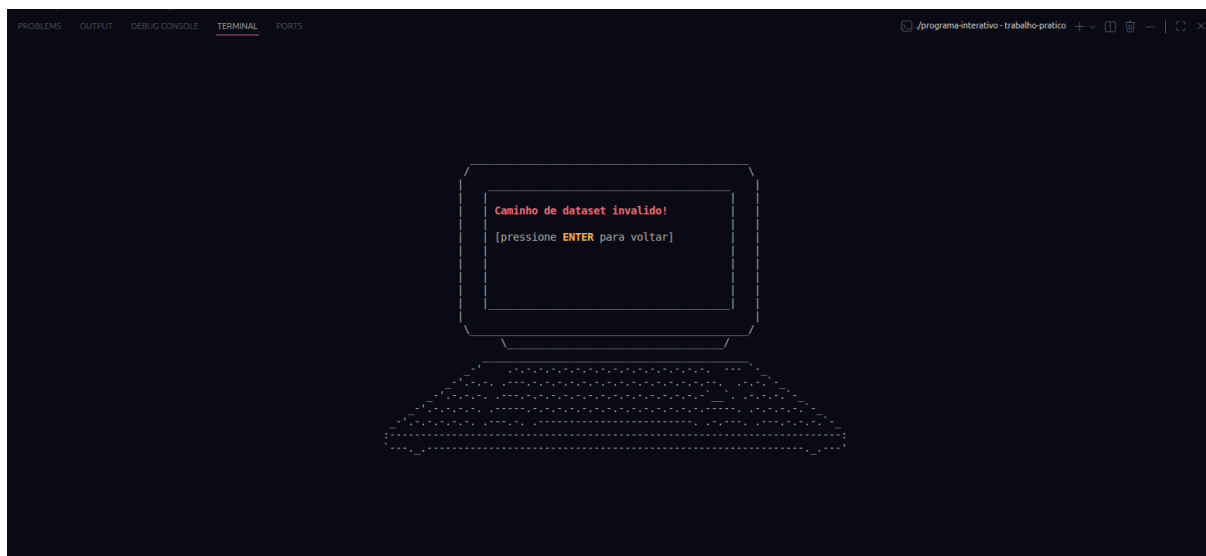 PROBLEMS OUTPUT DEBUG CONSOLE TERMINAL PORTS ./programa-interativo - trabalho-pratico
Caminho de dataset invalido!
[pressione ENTER para voltar]